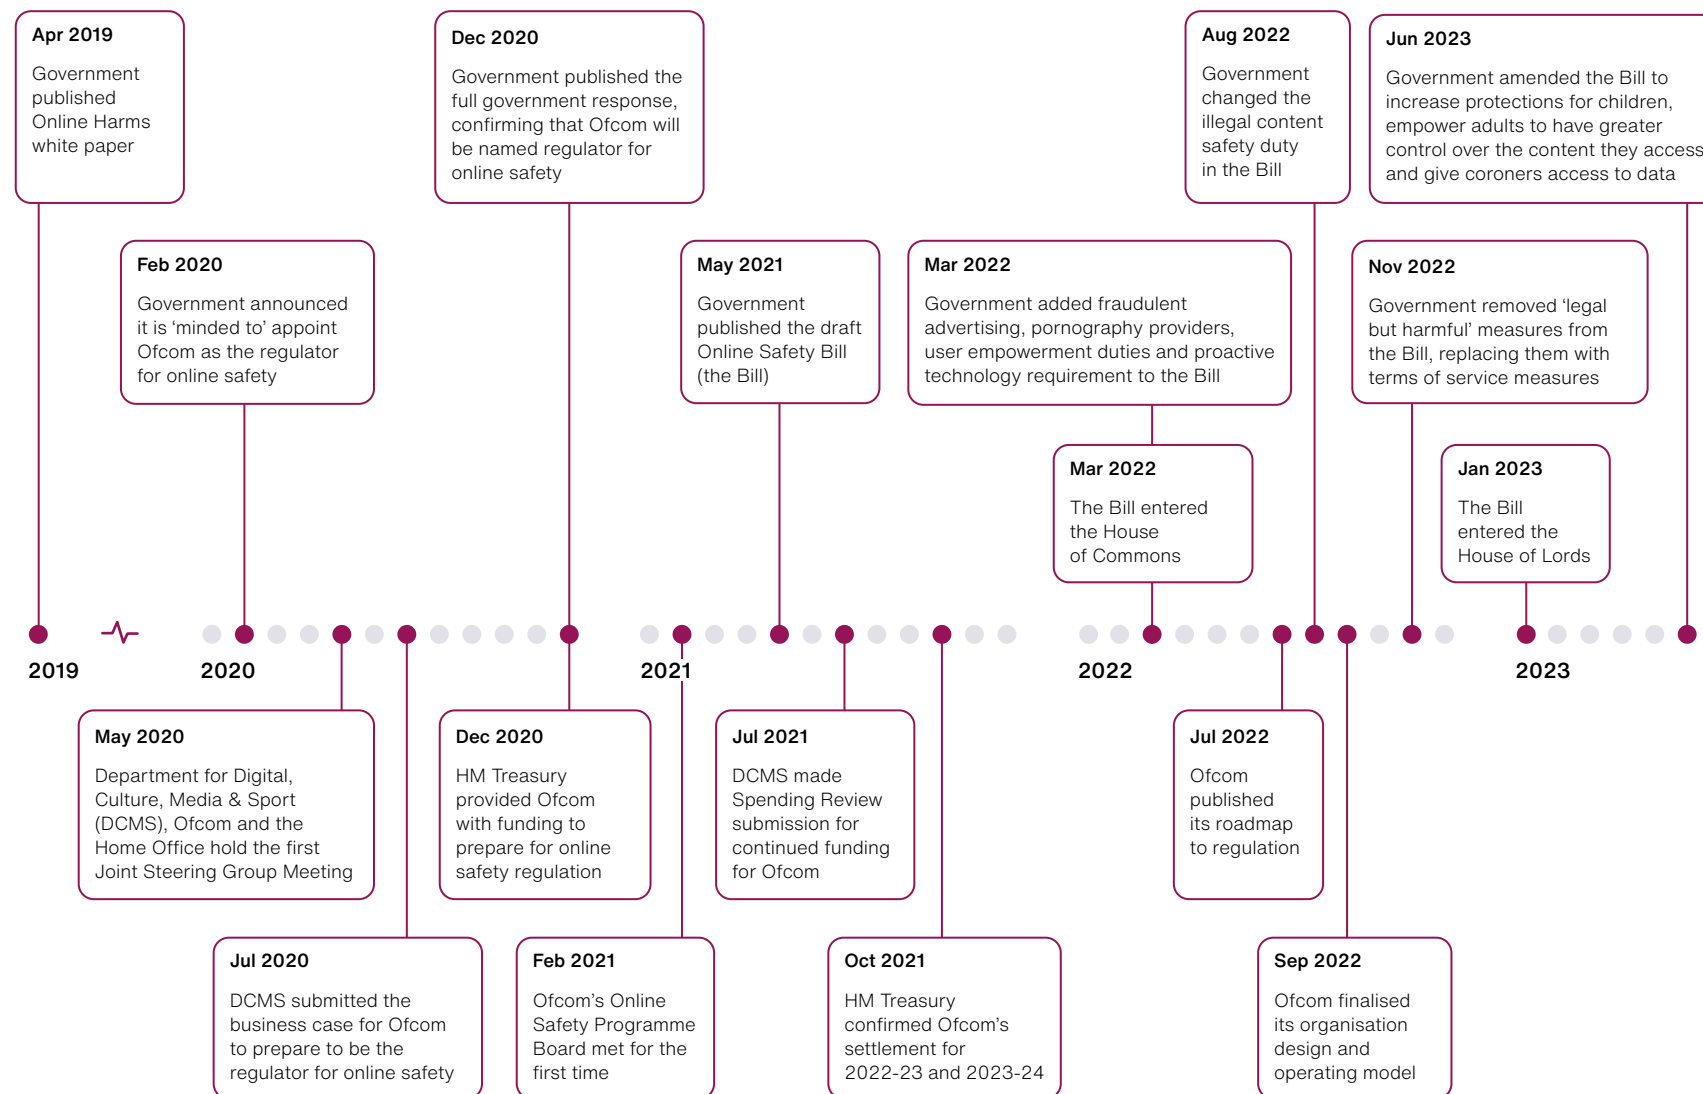 Apr 2019
Government
published
Online Harms
white paper
Dec 2020
Government published the
full government response,
confirming that Ofcom will
be named regulator for
online safety
Aug 2022
Government
changed the
illegal content
safety duty
in the Bill
Jun 2023
Government amended the Bill to
increase protections for children,
empower adults to have greater
control over the content they access
and give coroners access to data
Feb 2020
Government announced
it is ‘minded to’ appoint
Ofcom as the regulator
for online safety
May 2021
Government
published the draft
Online Safety Bill
(the Bill)
Mar 2022
Government added fraudulent
advertising, pornography providers,
user empowerment duties and proactive
technology requirement to the Bill
Nov 2022
Government removed ‘legal
but harmful’ measures from
the Bill, replacing them with
terms of service measures
Mar 2022
The Bill entered
the House
of Commons
Jan 2023
The Bill
entered the
House of Lords
2019
2020
2021
2022
2023
May 2020
Department for Digital,
Culture, Media & Sport
(DCMS), Ofcom and the
Home Office hold the first
Joint Steering Group Meeting
Dec 2020
HM Treasury
provided Ofcom
with funding to
prepare for online
safety regulation
Jul 2021
DCMS made
Spending Review
submission for
continued funding
for Ofcom
Jul 2022
Ofcom
published
its roadmap
to regulation
Jul 2020
DCMS submitted the
business case for Ofcom
to prepare to be the
regulator for online safety
Feb 2021
Ofcom’s Online
Safety Programme
Board met for the
first time
Oct 2021
HM Treasury
confirmed Ofcom’s
settlement for
2022-23 and 2023-24
Sep 2022
Ofcom finalised
its organisation
design and
operating model